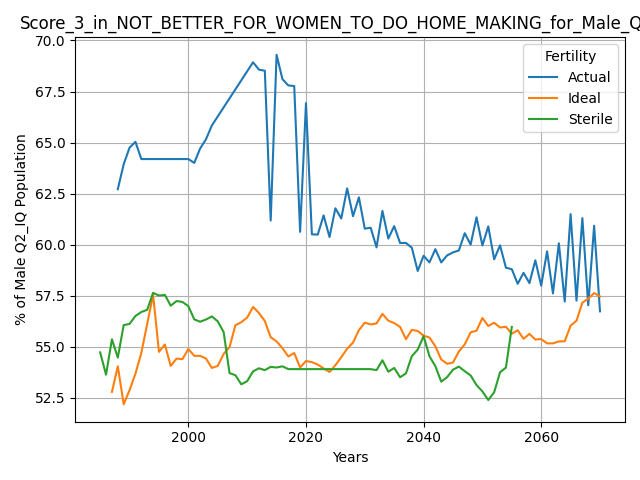 Score_3_in_NOT_BETTER_FOR_WOMEN_TO_DO_HOME_MAKING_for_Male_Q
70.0
67.5
65.0
62.5
60.0
57.5
55.0
52.5
% of Male Q2_IQ Population
Fertility
Actual
Ideal
Sterile
2000
2020
2040
2060
Years